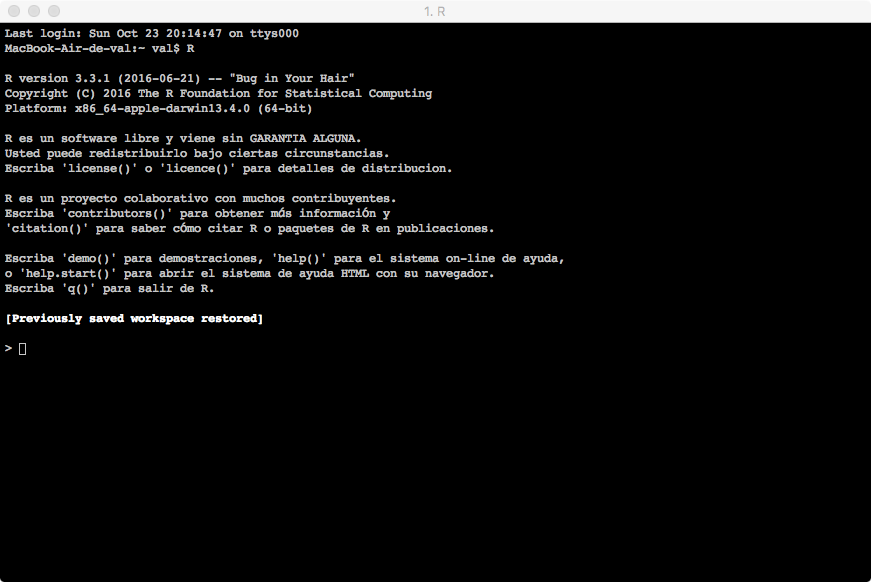 1. R
Last login: Sun Oct 23 20:14:47 on ttys000
MacBook-Air-de-val:~ val$ R
R version 3.3.1 (2016-06-21) -- "Bug in Your Hair"
Copyright (C) 2016 The R Foundation for Statistical Computing
Platform: x86_64-apple-darwin13.4.0 (64-bit)
R es un software libre y viene sin GARANTIA ALGUNA.
Usted puede redistribuirlo bajo ciertas circunstancias.
Escriba 'license()' o 'licence()' para detalles de distribucion.
R es un proyecto colaborativo con muchos contribuyentes.
Escriba 'contributors()' para obtener más información y
'citation()' para saber cómo citar R o paquetes de R en publicaciones.
Escriba 'demo()' para demostraciones, 'help()' para el sistema on-line de ayuda,
o 'help.start()' para abrir el sistema de ayuda HTML con su navegador.
Escriba 'q()' para salir de R.
[Previously saved workspace restored]
>